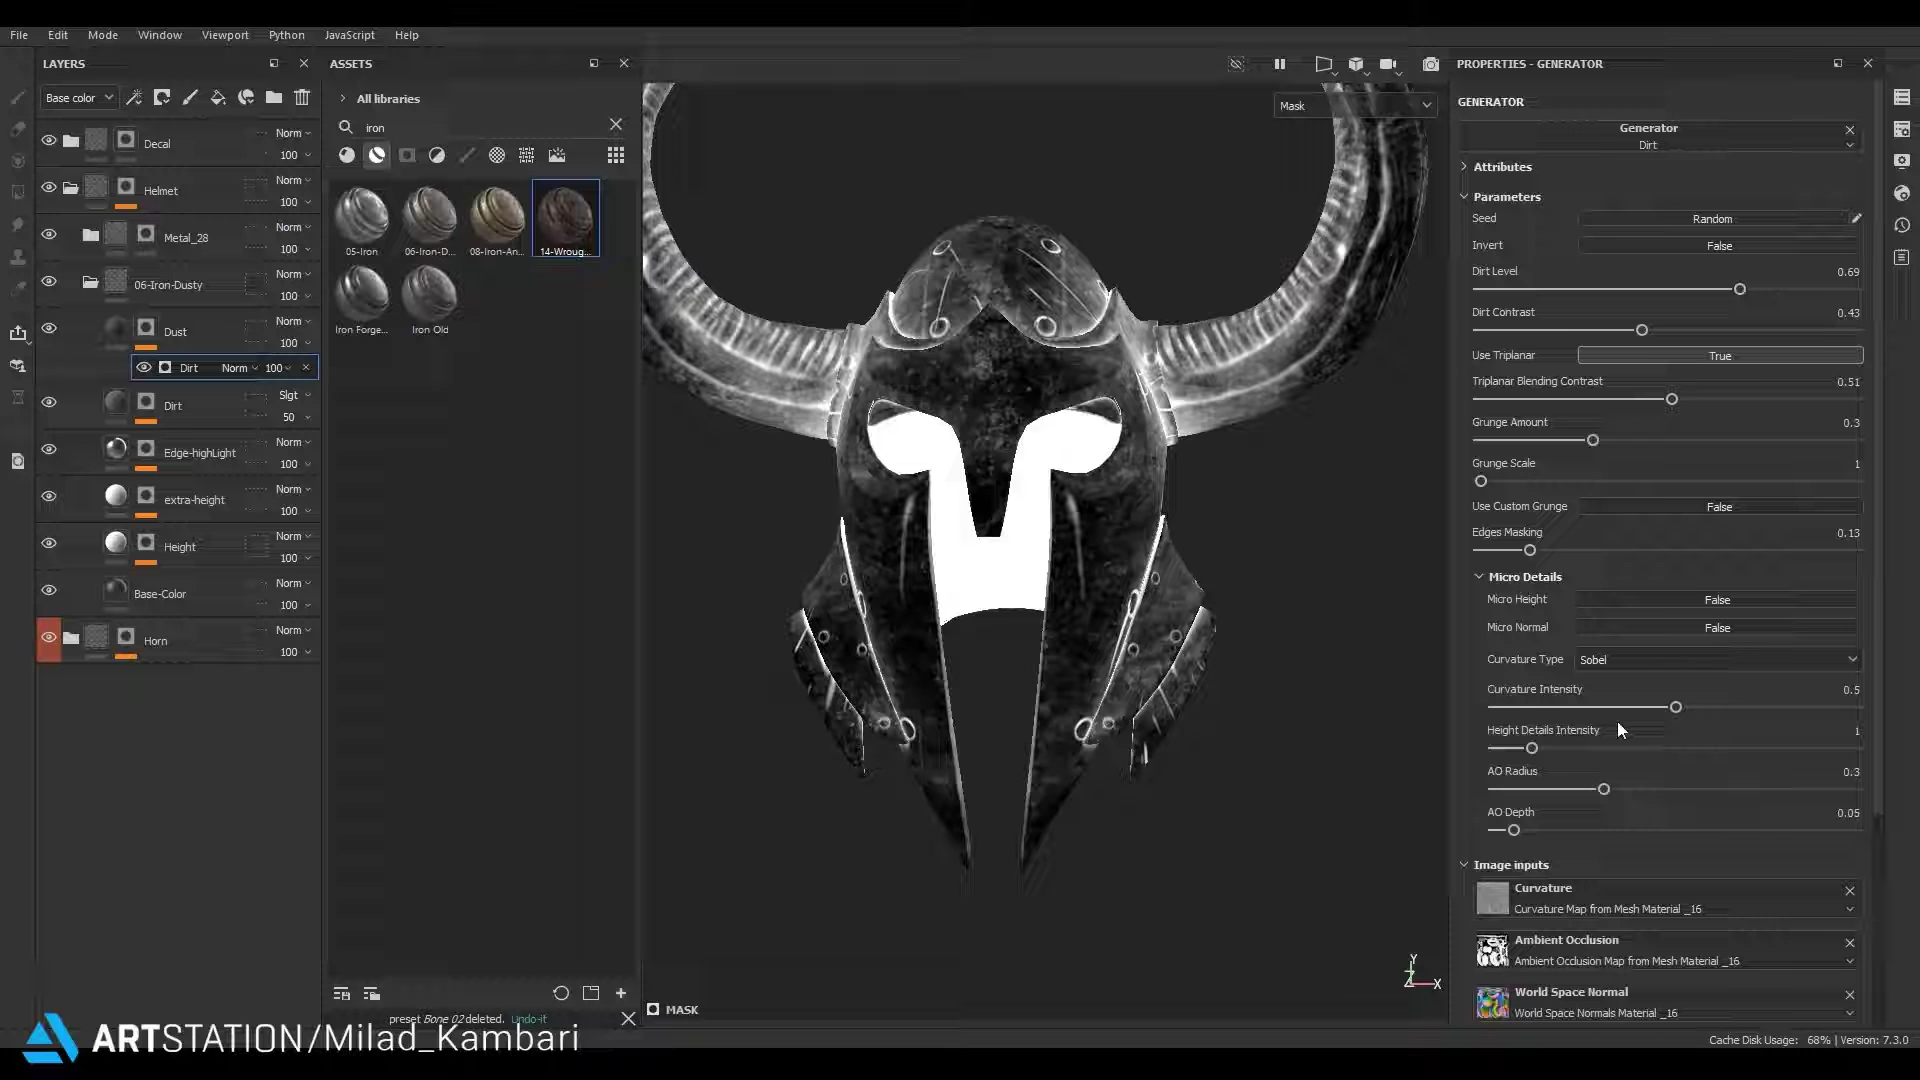 File Edit Mode Window Viewport Python JavaScript Help
LAYERS
Base color
Decal Norm 100
Helmet Norm 100
Metal_28 Norm 100
06-Iron-Dusty Norm 100
Dust Norm 100
Dirt Norm 100
Dirt Slgt 50
Edge-highLight Norm 100
extra-height Norm 100
Height Norm 100
Base-Color Norm 100
Horn Norm 100
ASSETS
All libraries
iron
05-Iron 06-Iron-D... 08-Iron-An... 14-Wroug...
Iron Forge... Iron Old
preset Bone 02 deleted. Undo-it
Mask
Y
Z X
MASK
PROPERTIES - GENERATOR
GENERATOR
Generator
Dirt
Attributes
Parameters
Seed Random
Invert False
Dirt Level 0.69
Dirt Contrast 0.43
Use Triplanar True
Triplanar Blending Contrast 0.51
Grunge Amount 0.3
Grunge Scale 1
Use Custom Grunge False
Edges Masking 0.13
Micro Details
Micro Height False
Micro Normal False
Curvature Type Sobel
Curvature Intensity 0.5
Height Details Intensity 1
AO Radius 0.3
AO Depth 0.05
Image inputs
Curvature
Curvature Map from Mesh Material _16
Ambient Occlusion
Ambient Occlusion Map from Mesh Material _16
World Space Normal
World Space Normals Material _16
Cache Disk Usage: 68% | Version: 7.3.0
ARTSTATION/Milad_Kambari